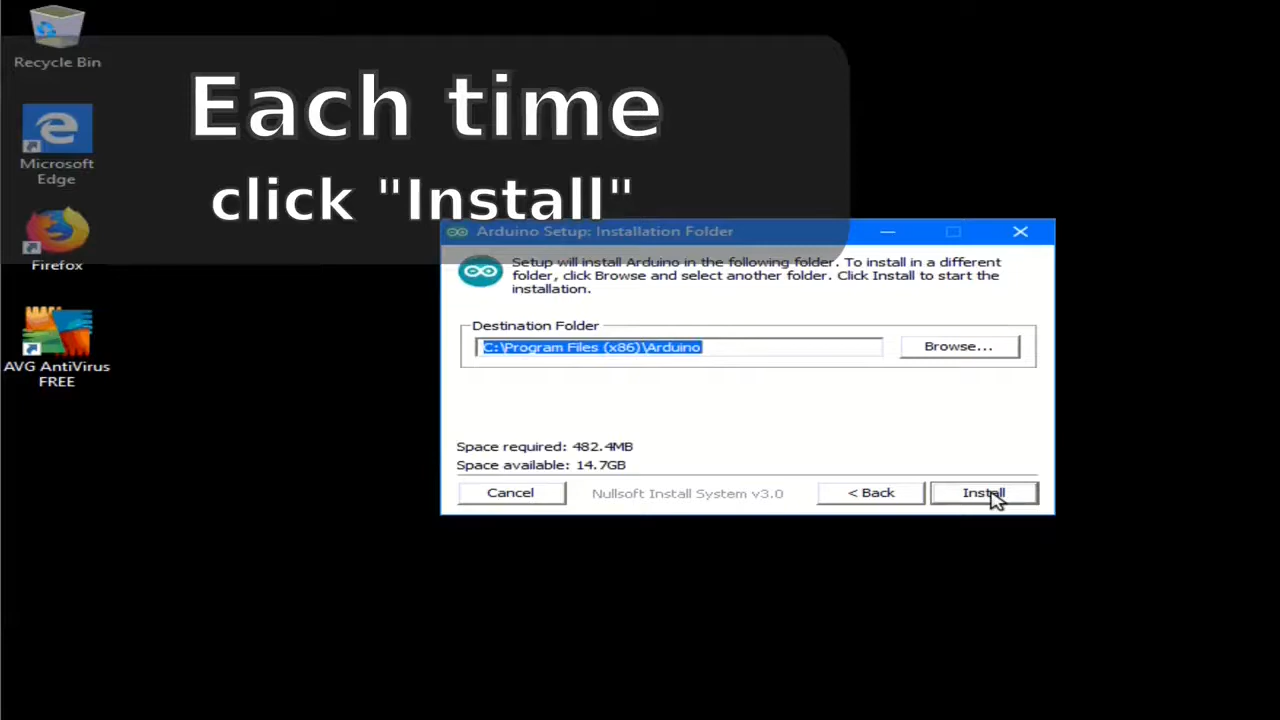 Recycle Bin
Each time
click "Install"
Microsoft
Edge
Firefox
AVG AntiVirus
FREE
Arduino Setup: Installation Folder
Setup will install Arduino in the following folder. To install in a different
folder, click Browse and select another folder. Click Install to start the
installation.
Destination Folder
C:\Program Files (x86)\Arduino
Browse...
Space required: 482.4MB
Space available: 14.7GB
Cancel
Nullsoft Install System v3.0
< Back
Install